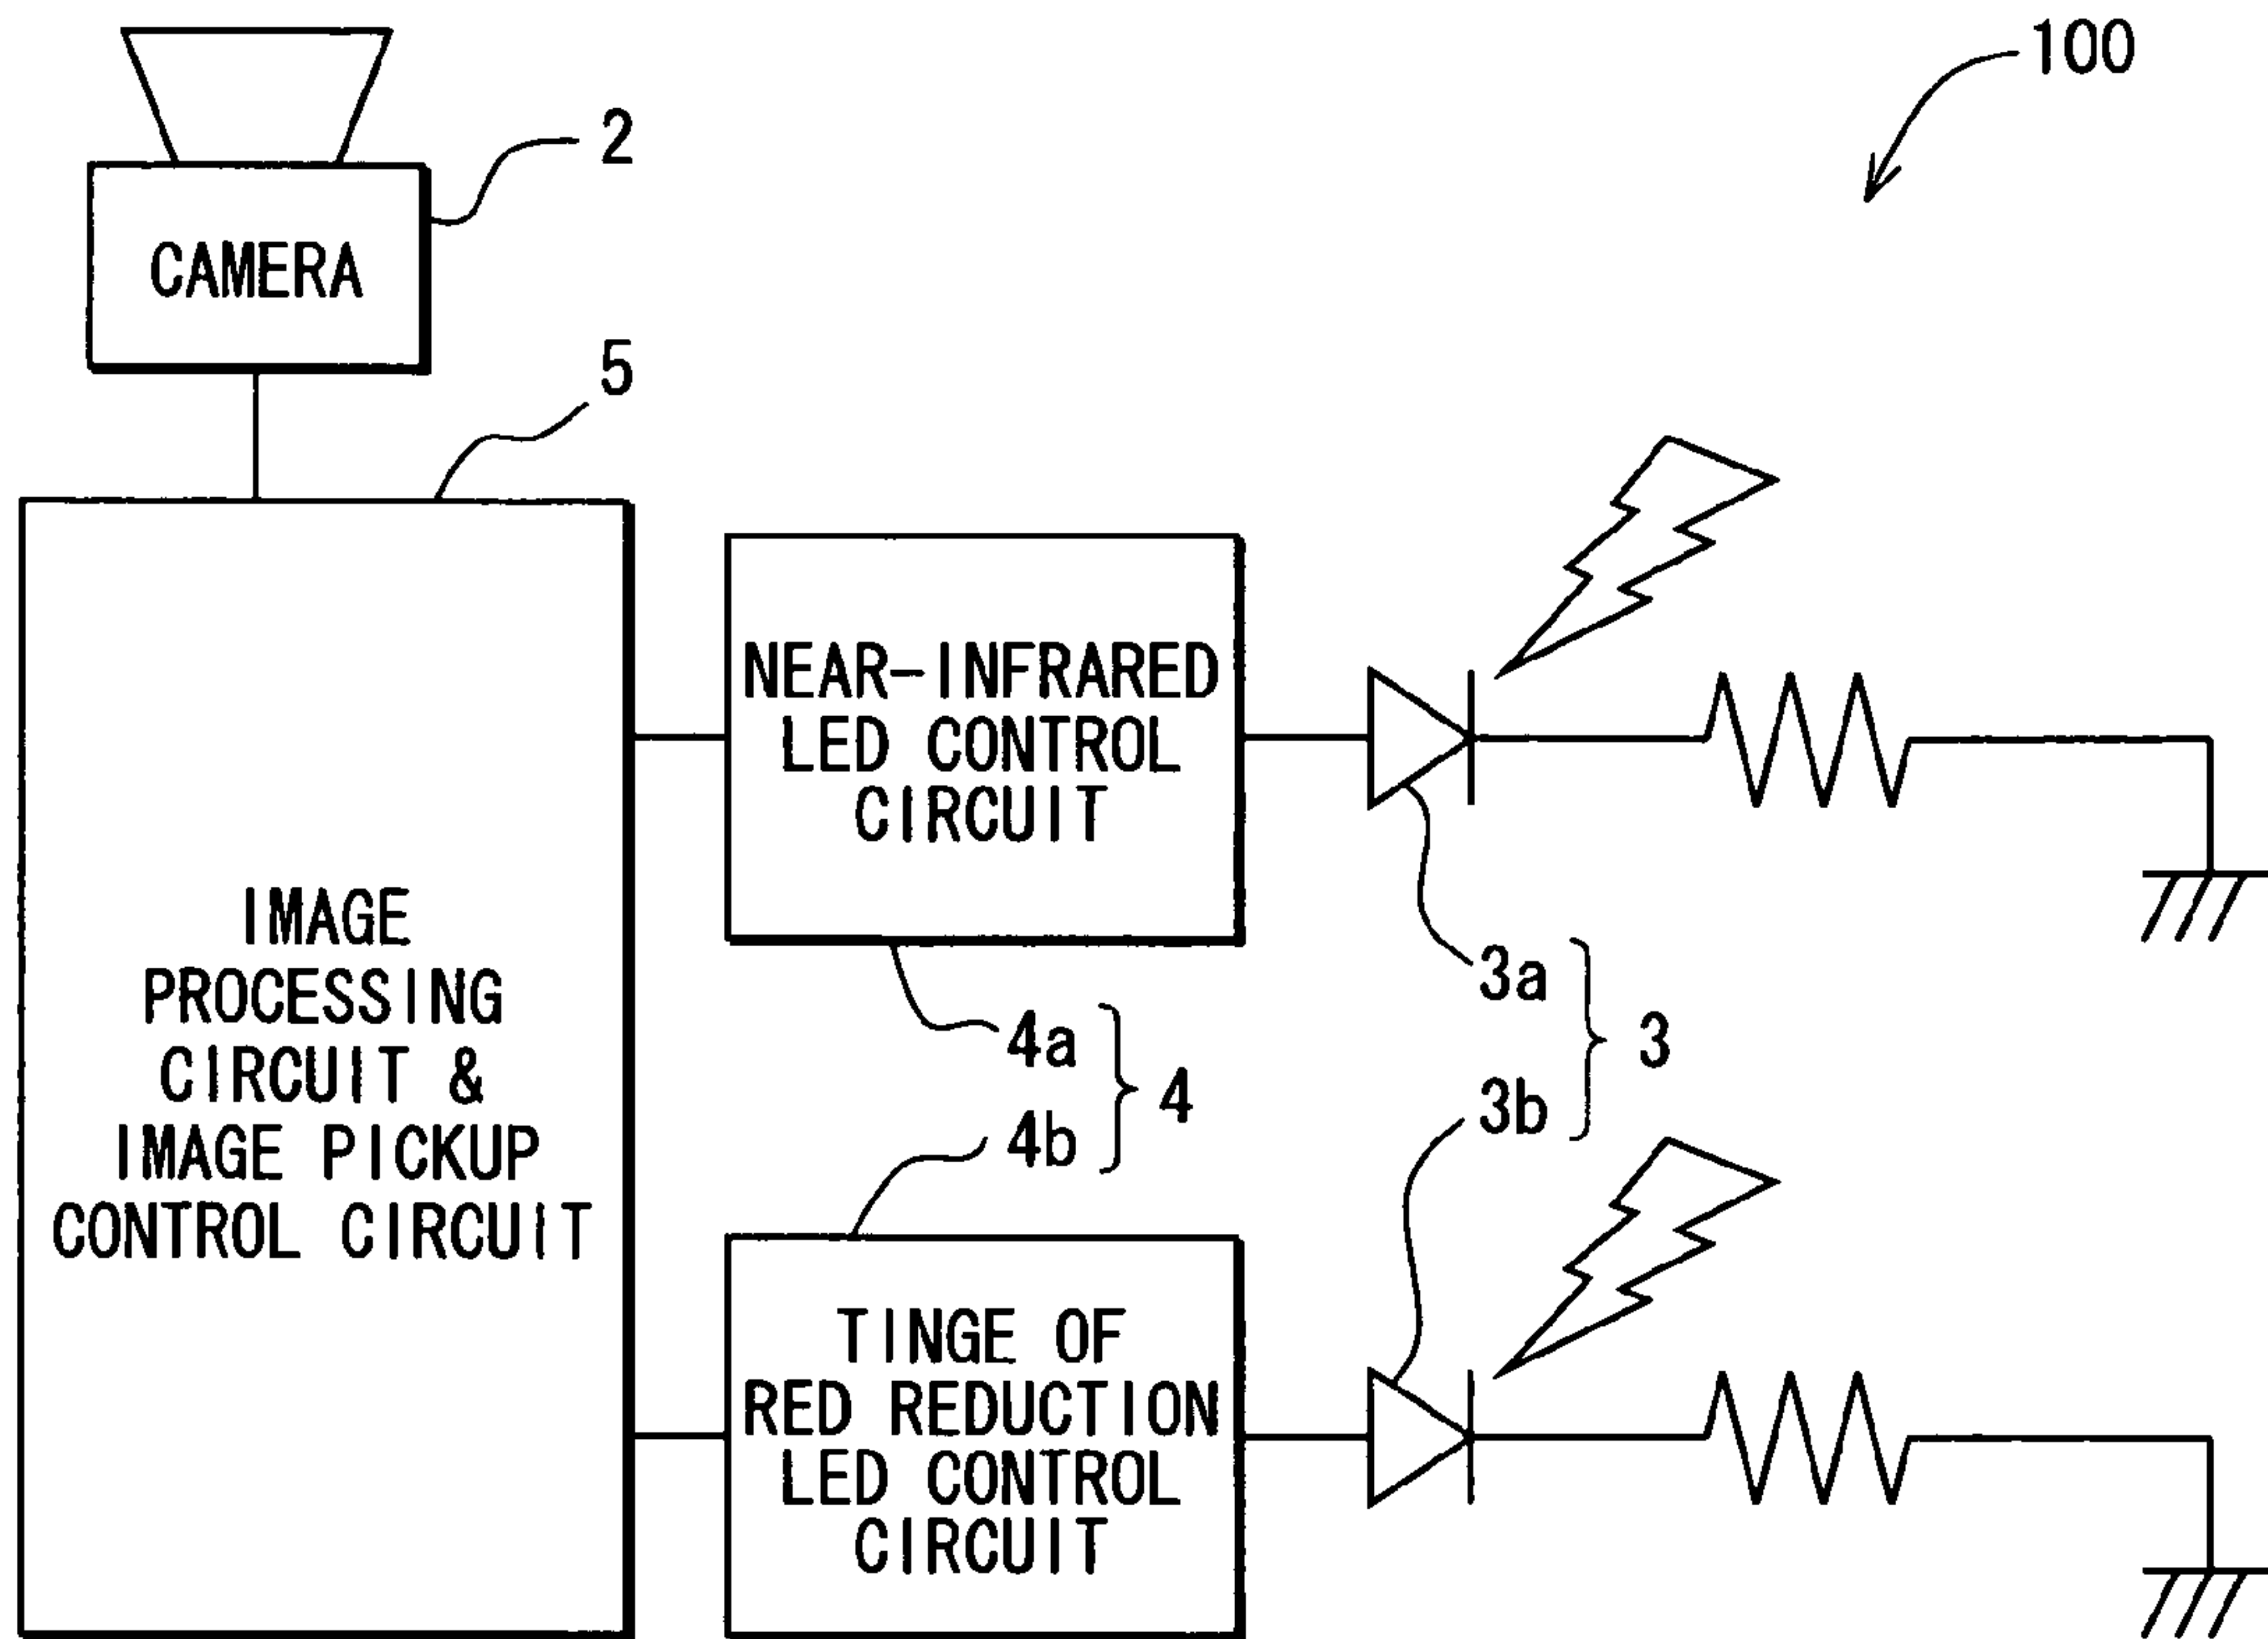 100
2
CAMERA
5
NEAR-INFRARED
LED CONTROL
CIRCUIT
IMAGE
PROCESSING
CIRCUIT &
IMAGE PICKUP
CONTROL CIRCUIT
3a
3
3b
4a
4
4b
TINGE OF
RED REDUCTION
LED CONTROL
CIRCUIT